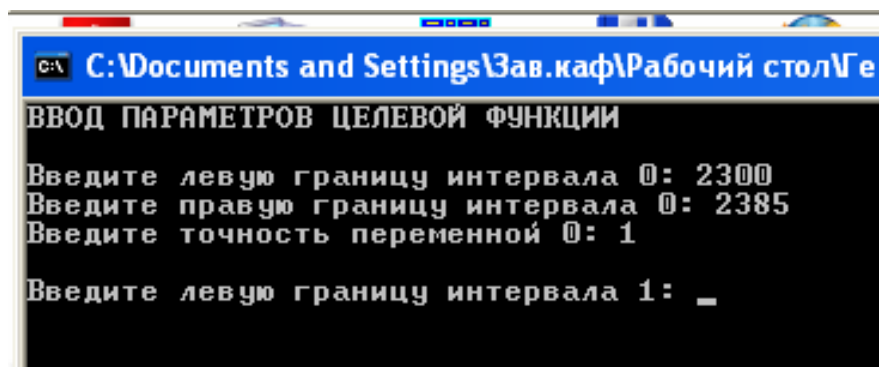 C:\Documents and Settings\Зав.каф\Рабочий стол\Ге
ВВОД ПАРАМЕТРОВ ЦЕЛЕВОЙ ФУНКЦИИ
Введите левую границу интервала 0: 2300
Введите правую границу интервала 0: 2385
Введите точность переменной 0: 1
Введите левую границу интервала 1: _